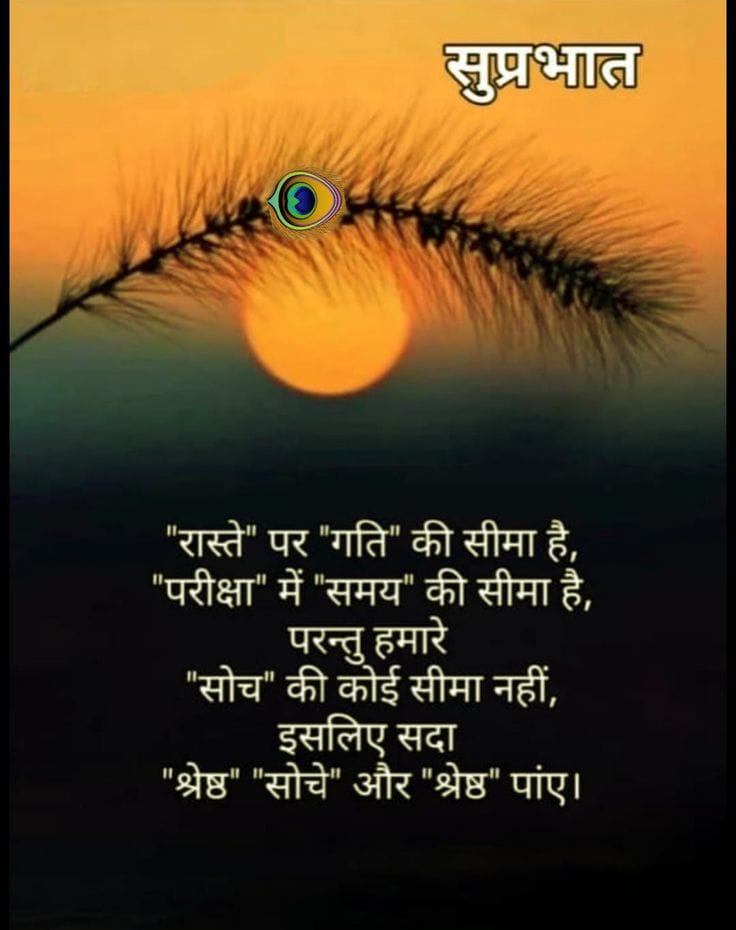 सुप्रभात
"रास्ते" पर "गति" की सीमा है,
"परीक्षा" में "समय" की सीमा है,
परन्तु हमारे
"सोच" की कोई सीमा नहीं,
इसलिए सदा
"श्रेष्ठ" "सोचे" और "श्रेष्ठ" पांए।